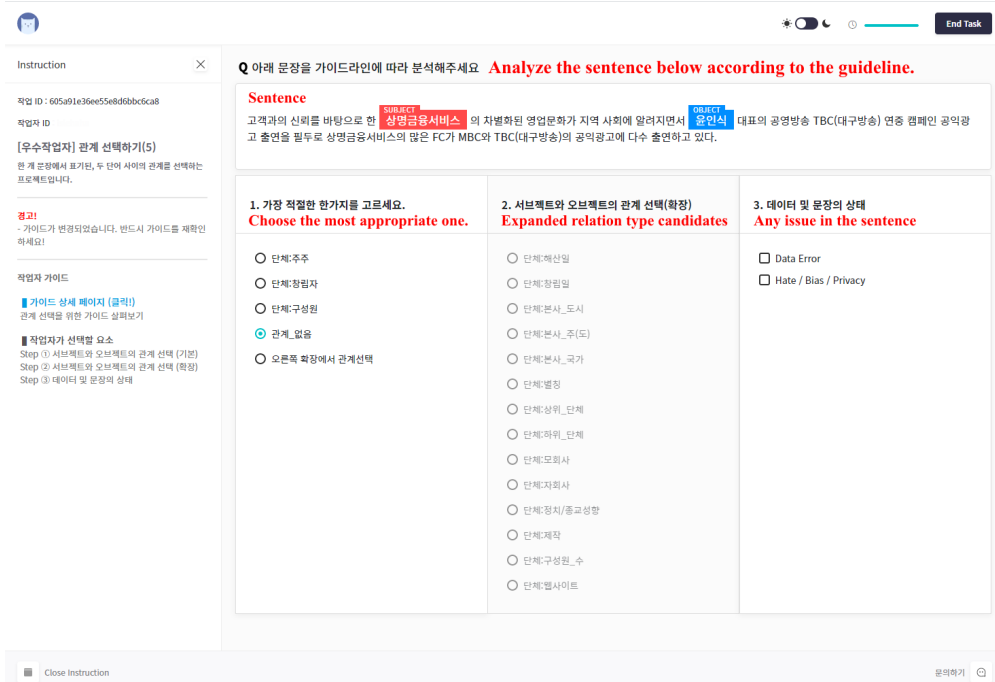 End Task
Instruction
작업 ID : 605a91e36ee55e8d6bbc6ca8
작업자 ID
[우수작업자] 관계 선택하기(5)
한 개 문장에서 표기된, 두 단어 사이의 관계를 선택하는
프로젝트입니다.
경고!
- 가이드가 변경되었습니다. 반드시 가이드를 재확인
하세요!
작업자 가이드
가이드 상세 페이지 (클릭!)
관계 선택을 위한 가이드 살펴보기
작업자가 선택할 요소
Step ① 서브젝트와 오브젝트의 관계 선택 (기본)
Step ② 서브젝트와 오브젝트의 관계 선택 (확장)
Step ③ 데이터 및 문장의 상태
Q 아래 문장을 가이드라인에 따라 분석해주세요 Analyze the sentence below according to the guideline.
Sentence
SUBJECT OBJECT
고객과의 신뢰를 바탕으로 한 상명금융서비스 의 차별화된 영업문화가 지역 사회에 알려지면서 윤인식 대표의 공영방송 TBC(대구방송) 연중 캠페인 공익광
고 출연을 필두로 상명금융서비스의 많은 FC가 MBC와 TBC(대구방송)의 공익광고에 다수 출연하고 있다.
1. 가장 적절한 한가지를 고르세요.
Choose the most appropriate one.
단체:주주
단체:창립자
단체:구성원
관계_없음
오른쪽 확장에서 관계선택
2. 서브젝트와 오브젝트의 관계 선택(확장)
Expanded relation type candidates
단체:해산일
단체:창립일
단체:본사_도시
단체:본사_주(도)
단체:본사_국가
단체:별칭
단체:상위_단체
단체:하위_단체
단체:모회사
단체:자회사
단체:정치/종교성향
단체:제작
단체:구성원_수
단체:웹사이트
3. 데이터 및 문장의 상태
Any issue in the sentence
Data Error
Hate / Bias / Privacy
Close Instruction
문의하기